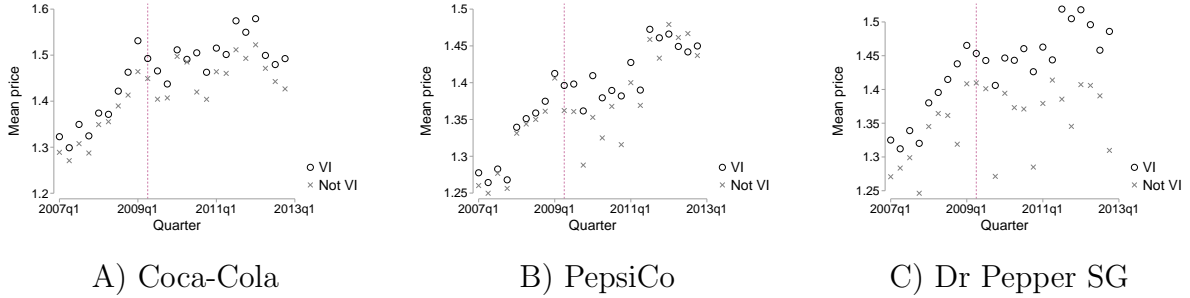 1.6
1.5
1.4
1.3
1.2
Mean price
2007q1 2009q1 2011q1 2013q1
Quarter
VI
Not VI
A) Coca-Cola
1.5
1.45
1.4
1.35
1.3
1.25
Mean price
2007q1 2009q1 2011q1 2013q1
Quarter
VI
Not VI
B) PepsiCo
1.5
1.45
1.4
1.35
1.3
1.25
Mean price
2007q1 2009q1 2011q1 2013q1
Quarter
VI
Not VI
C) Dr Pepper SG